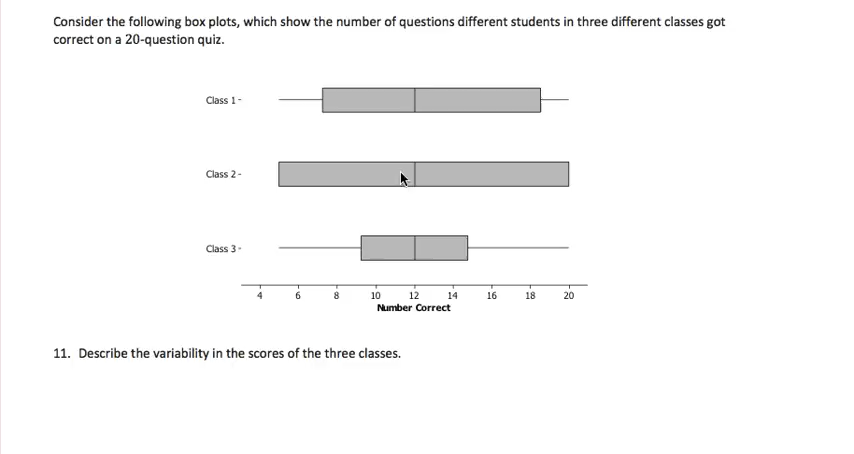 Consider the following box plots, which show the number of questions different students in three different classes got
correct on a 20-question quiz.
Class 1-
Class 2-
Class 3-
4 6 8 10 12 14 16 18 20
Number Correct
11. Describe the variability in the scores of the three classes.